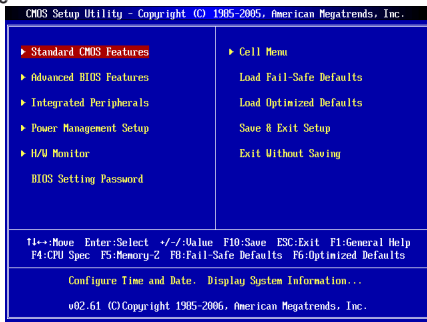 CMOS Setup Utility - Copyright (C) 1985-2005, American Megatrends, Inc.
▶ Standard CMOS Features
▶ Advanced BIOS Features
▶ Integrated Peripherals
▶ Power Management Setup
▶ H/W Monitor
BIOS Setting Password
▶ Cell Menu
Load Fail-Safe Defaults
Load Optimized Defaults
Save & Exit Setup
Exit Without Saving
↑↓←→:Move Enter:Select +/-/:Value F10:Save ESC:Exit F1:General Help
F4:CPU Spec F5:Memory-Z F8:Fail-Safe Defaults F6:Optimized Defaults
Configure Time and Date. Display System Information...
v02.61 (C)Copyright 1985-2006, American Megatrends, Inc.